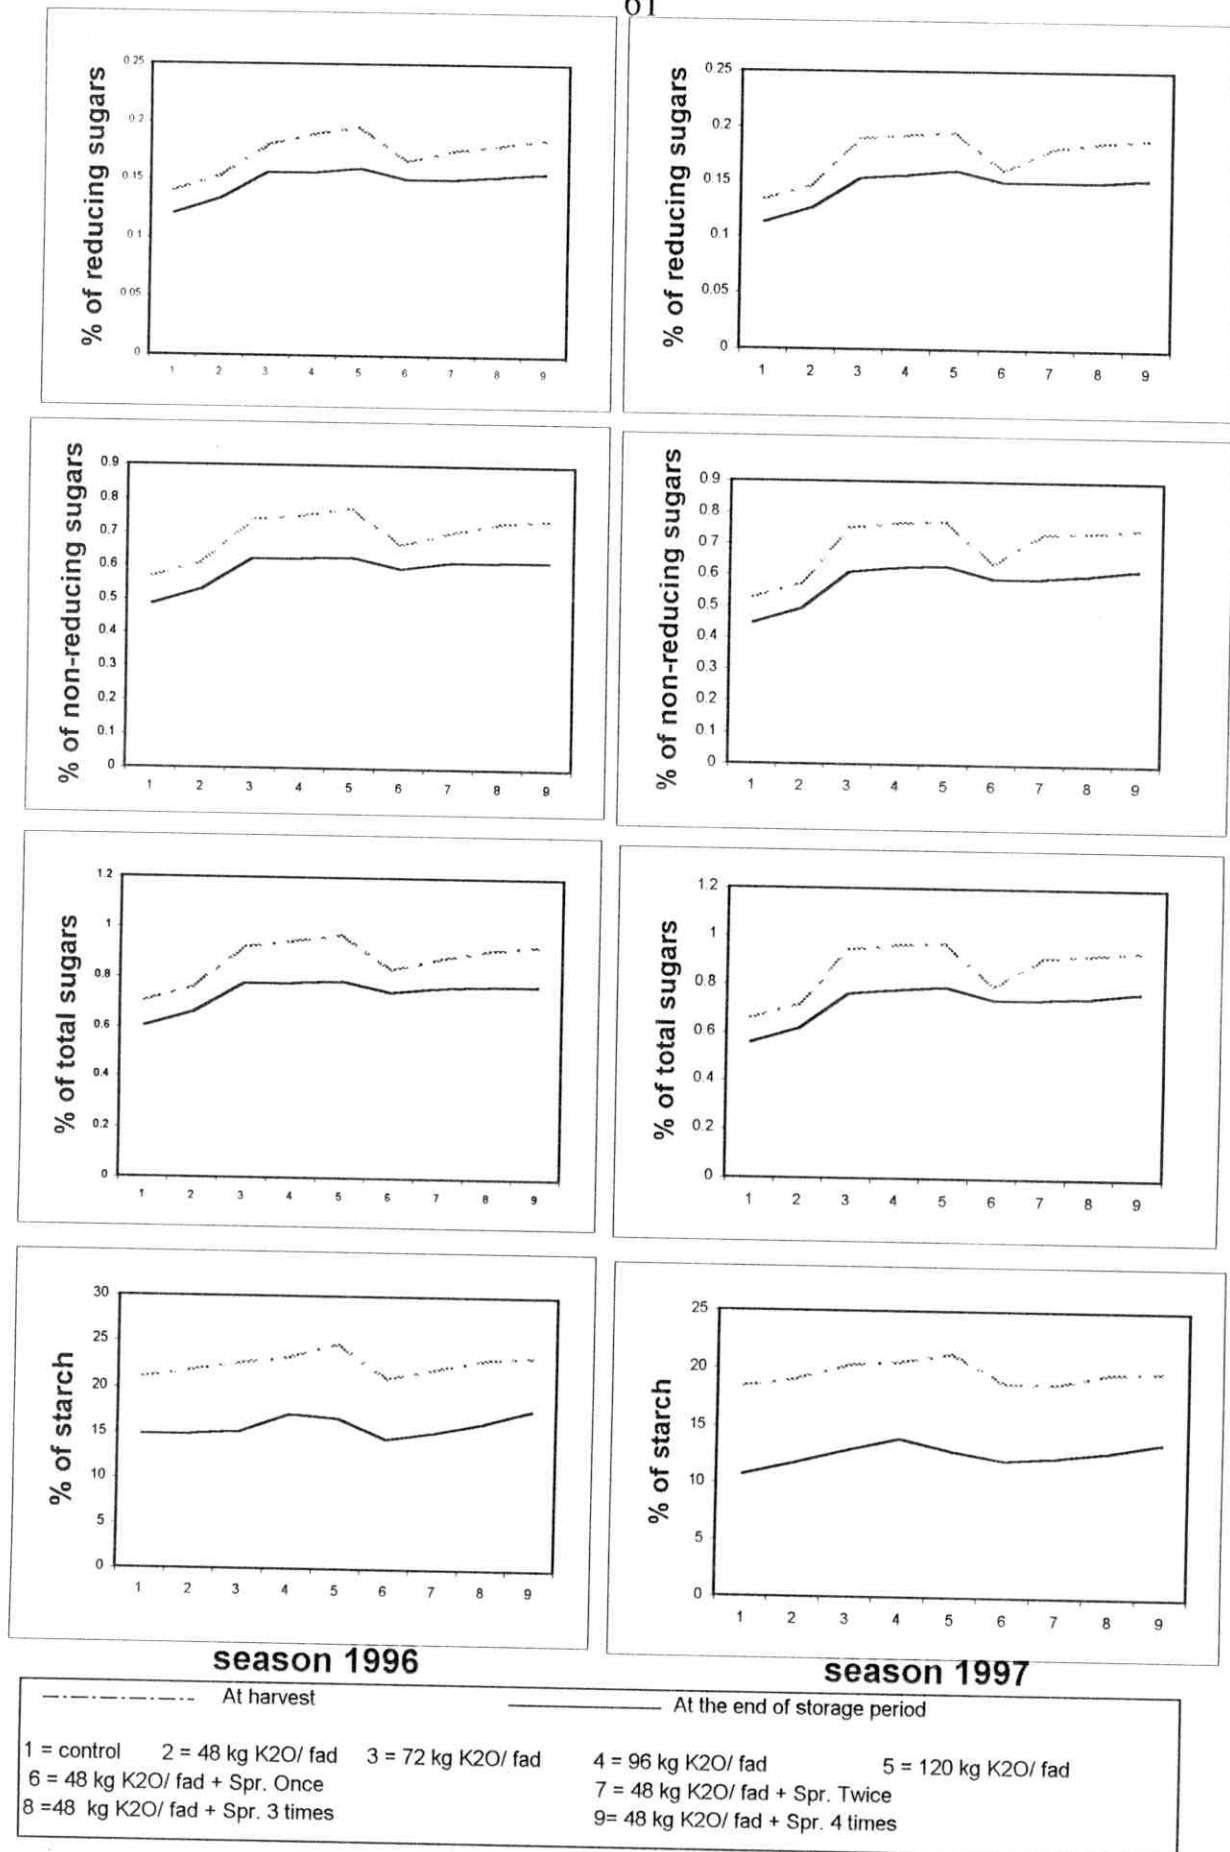 61
% of reducing sugars
0.25
0.2
0.15
0.1
0.05
0
1 2 3 4 5 6 7 8 9
% of reducing sugars
0.25
0.2
0.15
0.1
0.05
0
1 2 3 4 5 6 7 8 9
% of non-reducing sugars
0.9
0.8
0.7
0.6
0.5
0.4
0.3
0.2
0.1
0
1 2 3 4 5 6 7 8 9
% of non-reducing sugars
0.9
0.8
0.7
0.6
0.5
0.4
0.3
0.2
0.1
0
1 2 3 4 5 6 7 8 9
% of total sugars
1.2
1
0.8
0.6
0.4
0.2
0
1 2 3 4 5 6 7 8 9
% of total sugars
1.2
1
0.8
0.6
0.4
0.2
0
1 2 3 4 5 6 7 8 9
% of starch
30
25
20
15
10
5
0
1 2 3 4 5 6 7 8 9
% of starch
25
20
15
10
5
0
1 2 3 4 5 6 7 8 9
season 1996
season 1997
At harvest
At the end of storage period
1 = control 2 = 48 kg K2O/ fad 3 = 72 kg K2O/ fad 4 = 96 kg K2O/ fad 5 = 120 kg K2O/ fad
6 = 48 kg K2O/ fad + Spr. Once 7 = 48 kg K2O/ fad + Spr. Twice
8 =48 kg K2O/ fad + Spr. 3 times 9= 48 kg K2O/ fad + Spr. 4 times